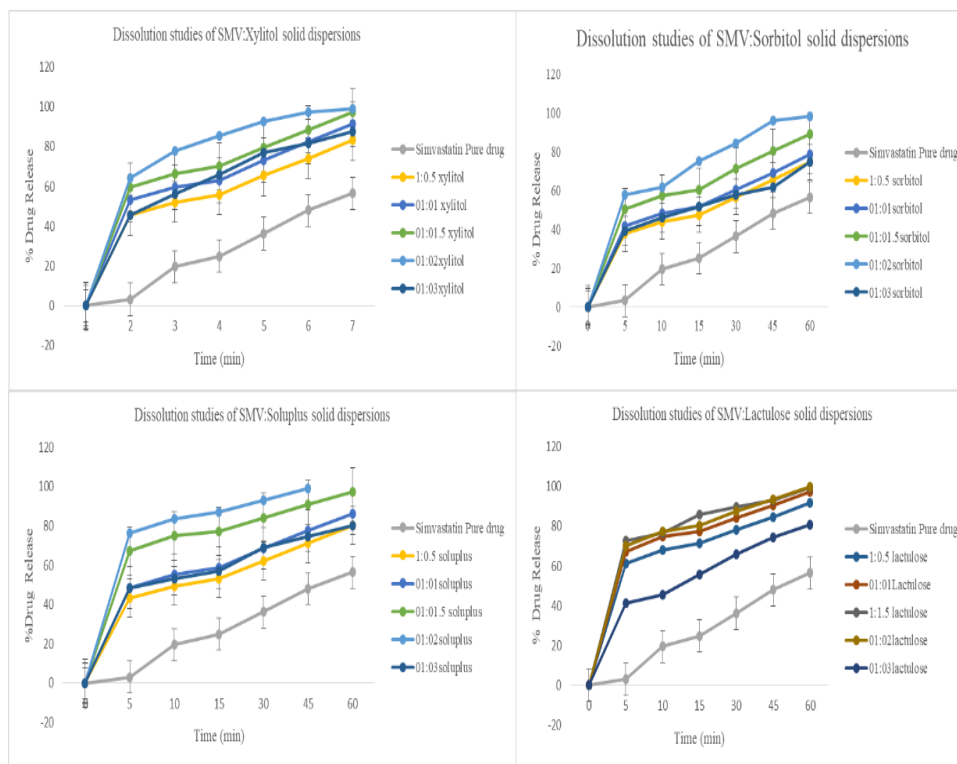 Dissolution studies of SMV:Xylitol solid dispersions
120
100
80
60
40
20
0
-20
% Drug Release
2
3
4
5
6
7
Time (min)
Simvastatin Pure drug
1:0.5 xylitol
01:01 xylitol
01:01.5 xylitol
01:02xylitol
01:03xylitol
Dissolution studies of SMV:Sorbitol solid dispersions
120
100
80
60
40
20
0
-20
% Drug Release
0
5
10
15
30
45
60
Time (min)
Simvastatin Pure drug
1:0.5 sorbitol
01:01sorbitol
01:01.5sorbitol
01:02sorbitol
01:03sorbitol
Dissolution studies of SMV:Soluplus solid dispersions
120
100
80
60
40
20
0
-20
%Drug Release
5
10
15
30
45
60
Time (min)
Simvastatin Pure drug
1:0.5 soluplus
01:01soluplus
01:01.5 soluplus
01:02soluplus
01:03soluplus
Dissolution studies of SMV:Lactulose solid dispersions
120
100
80
60
40
20
0
-20
% Drug Release
0
5
10
15
30
45
60
Time (min)
Simvastatin Pure drug
1:0.5 lactulose
01:01Lactulose
1:1.5 lactulose
01:02lactulose
01:03lactulose